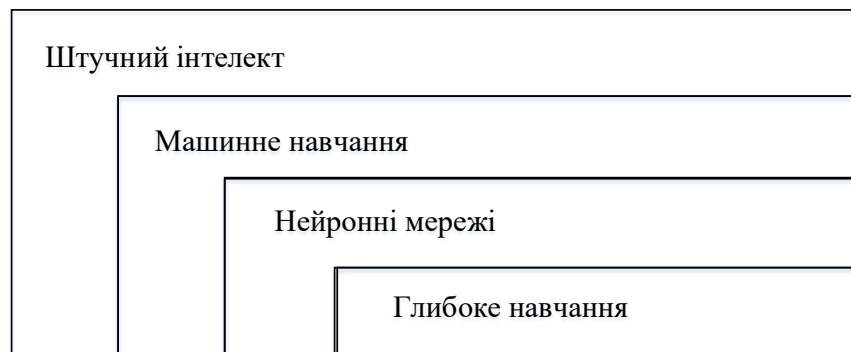 Штучний інтелект
Машинне навчання
Нейронні мережі
Глибоке навчання